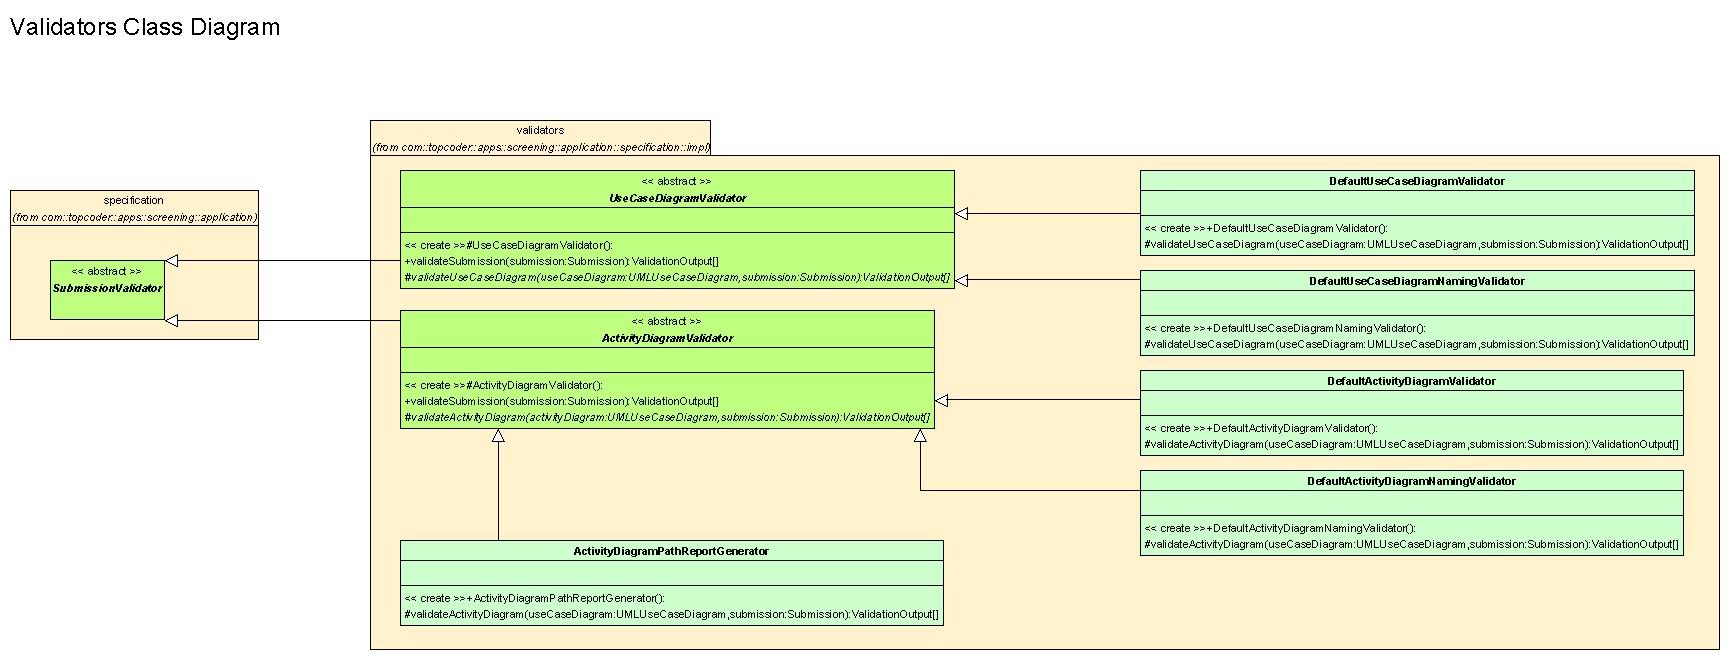 Validators Class Diagram
validators
(from com::topcoder::apps::screening::application::specification::impl)
specification
(from com::topcoder::apps::screening::application)
<< abstract >>
SubmissionValidator
<< abstract >>
UseCaseDiagramValidator
<< create >>#UseCaseDiagramValidator():
+validateSubmission(submission:Submission):ValidationOutput[]
#validateUseCaseDiagram(useCaseDiagram:UMLUseCaseDiagram,submission:Submission):ValidationOutput[]
<< abstract >>
ActivityDiagramValidator
<< create >>#ActivityDiagramValidator():
+validateSubmission(submission:Submission):ValidationOutput[]
#validateActivityDiagram(activityDiagram:UMLUseCaseDiagram,submission:Submission):ValidationOutput[]
ActivityDiagramPathReportGenerator
<< create >>+ActivityDiagramPathReportGenerator():
#validateActivityDiagram(useCaseDiagram:UMLUseCaseDiagram,submission:Submission):ValidationOutput[]
DefaultUseCaseDiagramValidator
<< create >>+DefaultUseCaseDiagramValidator():
#validateUseCaseDiagram(useCaseDiagram:UMLUseCaseDiagram,submission:Submission):ValidationOutput[]
DefaultUseCaseDiagramNamingValidator
<< create >>+DefaultUseCaseDiagramNamingValidator():
#validateUseCaseDiagram(useCaseDiagram:UMLUseCaseDiagram,submission:Submission):ValidationOutput[]
DefaultActivityDiagramValidator
<< create >>+DefaultActivityDiagramValidator():
#validateActivityDiagram(useCaseDiagram:UMLUseCaseDiagram,submission:Submission):ValidationOutput[]
DefaultActivityDiagramNamingValidator
<< create >>+DefaultActivityDiagramNamingValidator():
#validateActivityDiagram(useCaseDiagram:UMLUseCaseDiagram,submission:Submission):ValidationOutput[]